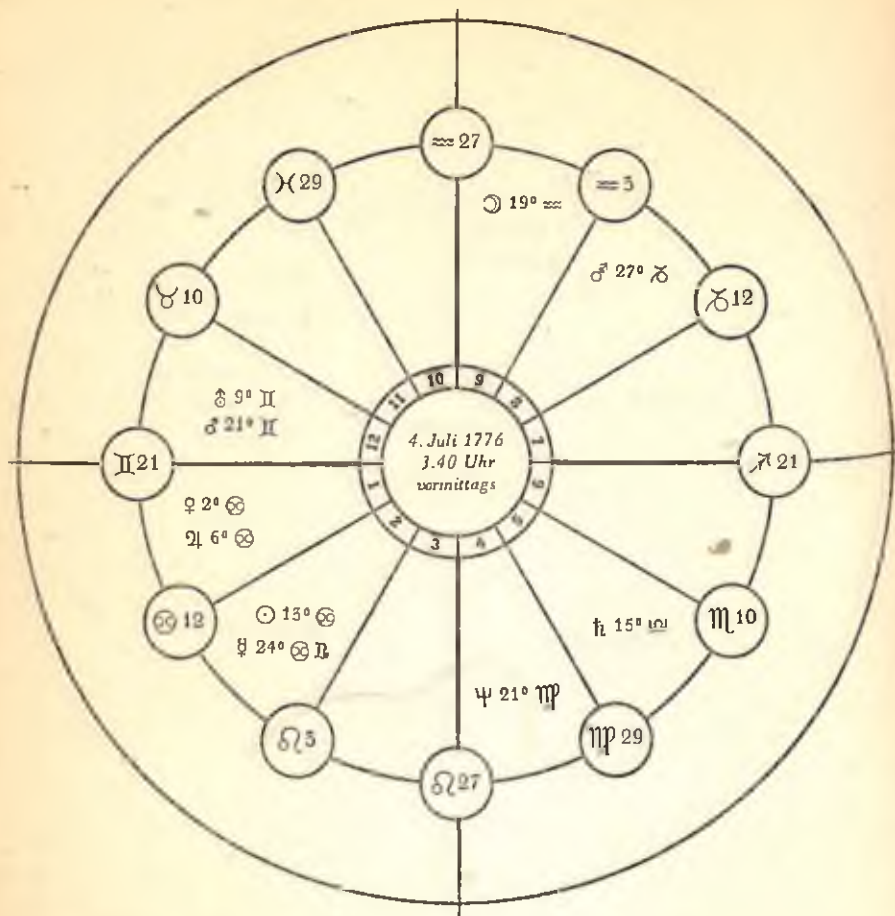 ♒27
♓29
♒5
☽ 19° ♒
♂ 27° ♑
♉10
♑12
♅ 9° ♊
♂ 21° ♊
10
9
11
8
12
7
1
6
2
5
3
4
4. Juli 1776
3.40 Uhr
vormittags
♊21
♐21
♀ 2° ♋
♃ 6° ♋
♋12
☉ 13° ♋
☿ 24° ♋ ℞
♄ 15° ♎
♏10
♆ 21° ♍
♌5
♍29
♌27